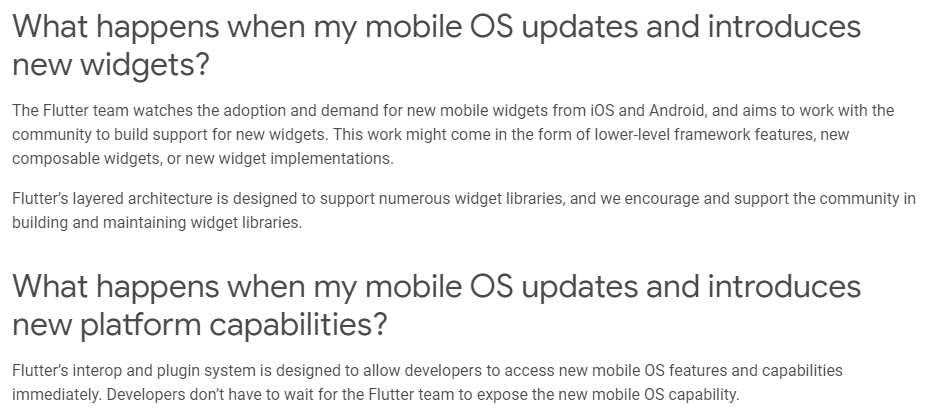 What happens when my mobile OS updates and introduces
new widgets?
The Flutter team watches the adoption and demand for new mobile widgets from iOS and Android, and aims to work with the
community to build support for new widgets. This work might come in the form of lower-level framework features, new
composable widgets, or new widget implementations.
Flutter’s layered architecture is designed to support numerous widget libraries, and we encourage and support the community in
building and maintaining widget libraries.
What happens when my mobile OS updates and introduces
new platform capabilities?
Flutter’s interop and plugin system is designed to allow developers to access new mobile OS features and capabilities
immediately. Developers don’t have to wait for the Flutter team to expose the new mobile OS capability.